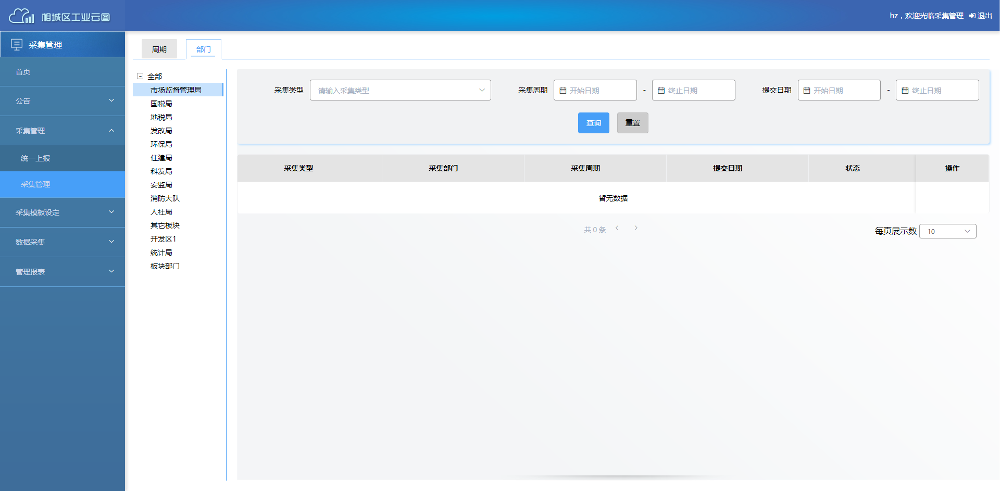 相城区工业云图
hz，欢迎光临采集管理 退出
采集管理
首页
公告
采集管理
统一上报
采集管理
采集模板设定
数据采集
管理报表
周期 部门
全部
市场监督管理局
国税局
地税局
发改局
环保局
住建局
科发局
安监局
消防大队
人社局
其它板块
开发区1
统计局
板块部门
采集类型 请输入采集类型 采集周期 开始日期 - 终止日期 提交日期 开始日期 - 终止日期
查询 重置
采集类型 采集部门 采集周期 提交日期 状态 操作
暂无数据
共 0 条
每页展示数 10